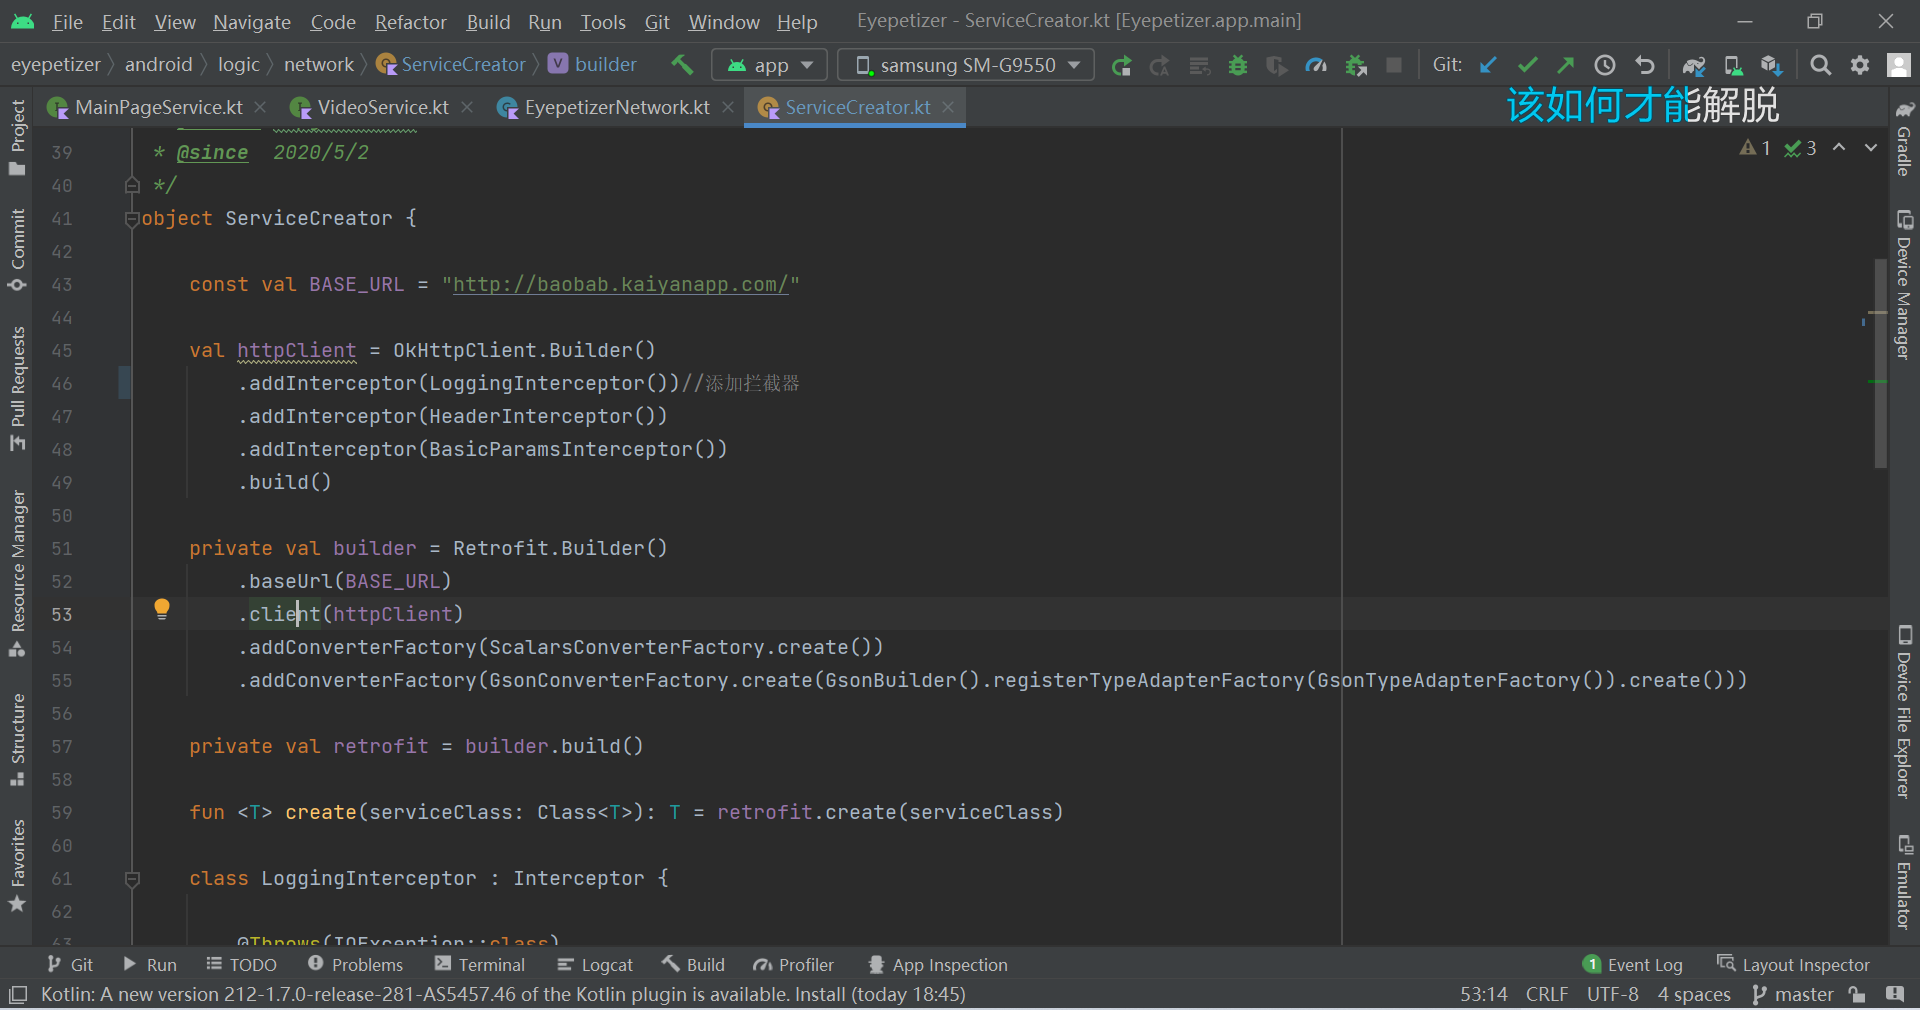 File Edit View Navigate Code Refactor Build Run Tools Git Window Help Eyepetizer - ServiceCreator.kt [Eyepetizer.app.main]
eyepetizer android logic network ServiceCreator V builder app samsung SM-G9550 Git:
MainPageService.kt VideoService.kt EyepetizerNetwork.kt ServiceCreator.kt
该如何才能解脱
1 3
39 * @since 2020/5/2
40 */
41 object ServiceCreator {
42
43 const val BASE_URL = "http://baobab.kaiyanapp.com/"
44
45 val httpClient = OkHttpClient.Builder()
46 .addInterceptor(LoggingInterceptor())//添加拦截器
47 .addInterceptor(HeaderInterceptor())
48 .addInterceptor(BasicParamsInterceptor())
49 .build()
50
51 private val builder = Retrofit.Builder()
52 .baseUrl(BASE_URL)
53 .client(httpClient)
54 .addConverterFactory(ScalarsConverterFactory.create())
55 .addConverterFactory(GsonConverterFactory.create(GsonBuilder().registerTypeAdapterFactory(GsonTypeAdapterFactory()).create()))
56
57 private val retrofit = builder.build()
58
59 fun <T> create(serviceClass: Class<T>): T = retrofit.create(serviceClass)
60
61 class LoggingInterceptor : Interceptor {
62
63 @Throws(IOException::class)
Project
Commit
Pull Requests
Resource Manager
Structure
Favorites
Gradle
Device Manager
Device File Explorer
Emulator
Git Run TODO Problems Terminal Logcat Build Profiler App Inspection 1 Event Log Layout Inspector
Kotlin: A new version 212-1.7.0-release-281-AS5457.46 of the Kotlin plugin is available. Install (today 18:45) 53:14 CRLF UTF-8 4 spaces master